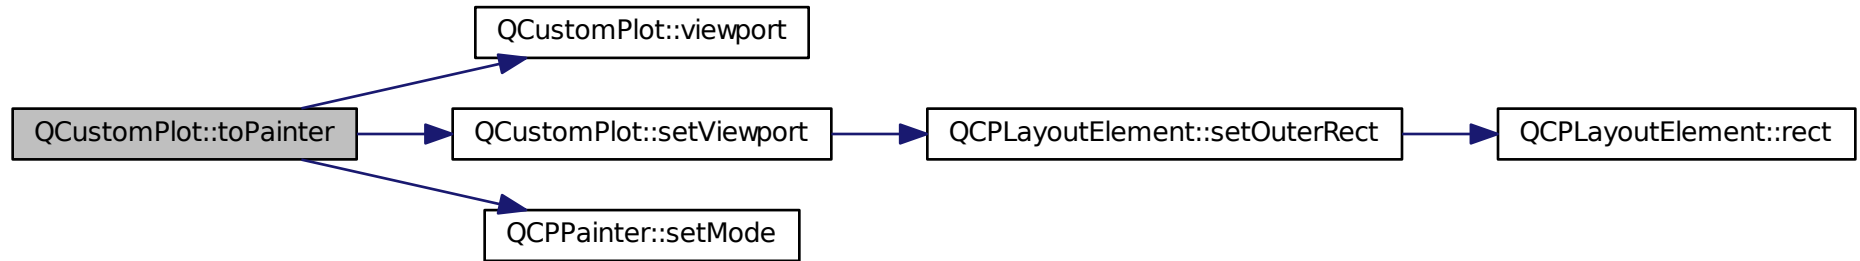 QCustomPlot::viewport
QCustomPlot::toPainter
QCustomPlot::setViewport
QCPLayoutElement::setOuterRect
QCPLayoutElement::rect
QCPPainter::setMode